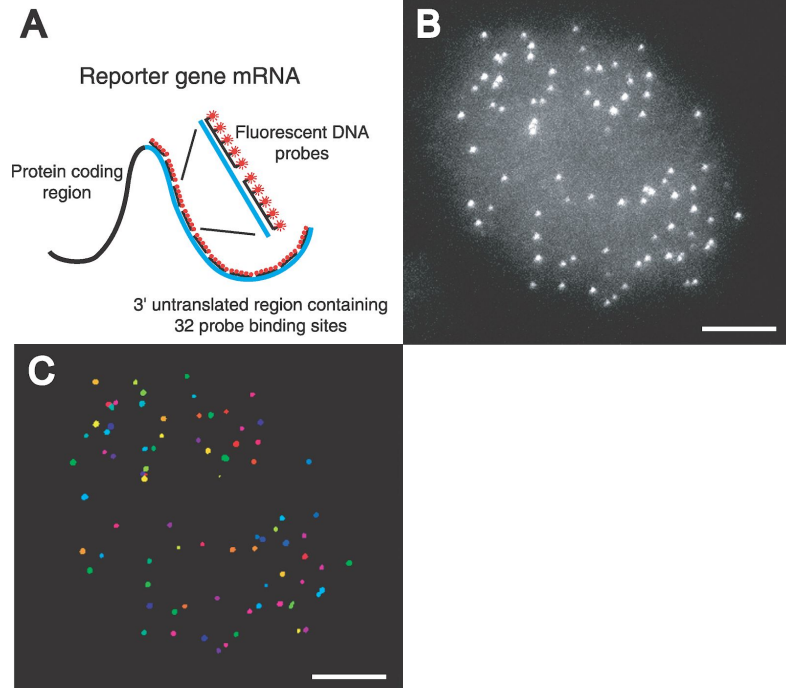 A
Reporter gene mRNA
Fluorescent DNA
probes
Protein coding
region
3' untranslated region containing
32 probe binding sites
B
C